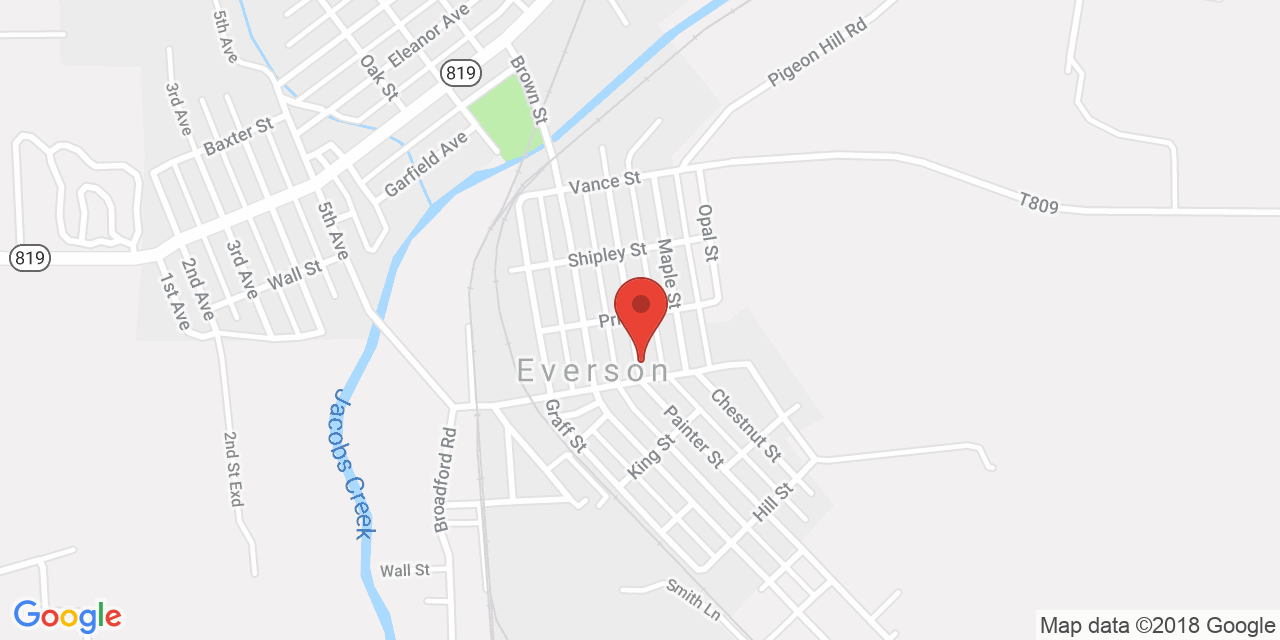 5th Ave
Eleanor Ave
Oak St
819
Brown St
Pigeon Hill Rd
3rd Ave
Baxter St
Garfield Ave
Vance St
T809
5th Ave
Opal St
819
1st Ave
2nd Ave
3rd Ave
Wall St
Shipley St
Maple St
Everson
Jacobs Creek
Graff St
Chestnut St
Painter St
King St
2nd St Exd
Broadford Rd
Hill St
Wall St
Smith Ln
Google
Map data ©2018 Google